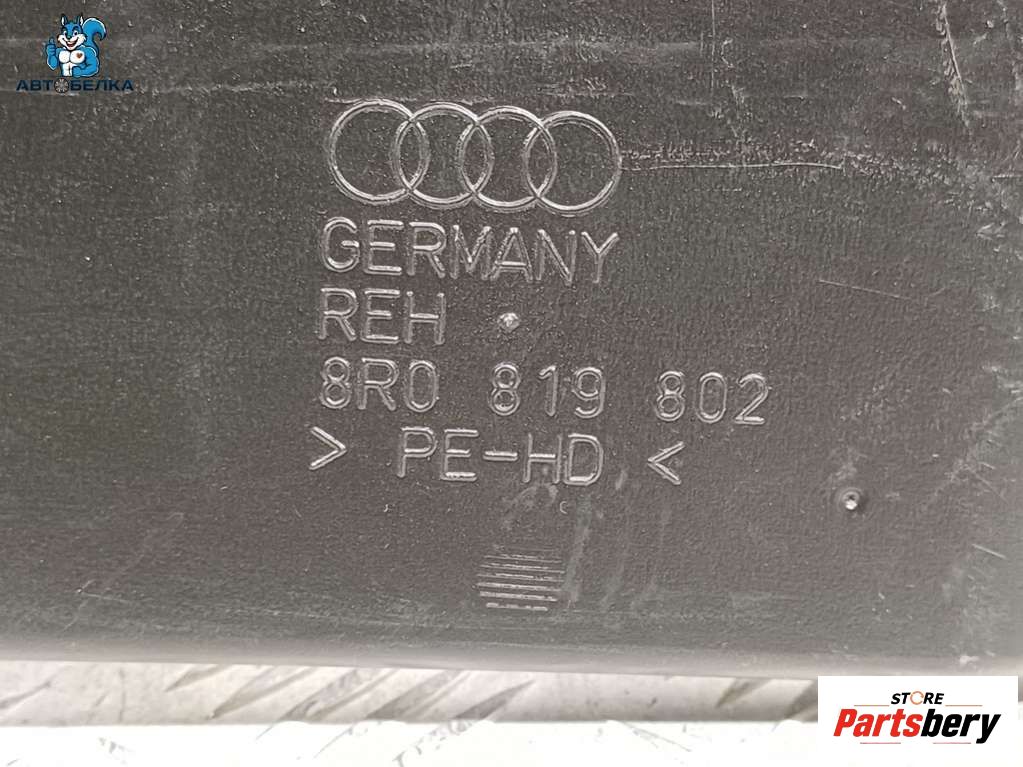 АВТОБЕЛКА
GERMANY
REH
8R0 819 802
> PE-HD <
STORE
Partsbery